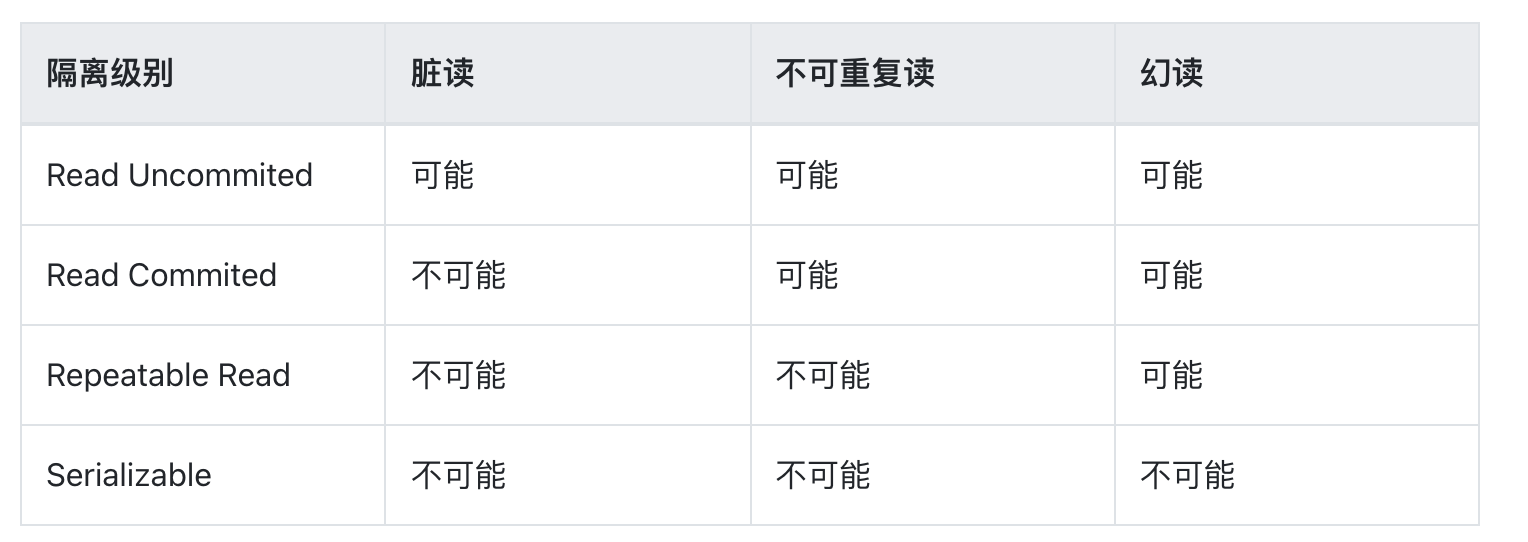 隔离级别 脏读 不可重复读 幻读
Read Uncommited 可能 可能 可能
Read Commited 不可能 可能 可能
Repeatable Read 不可能 不可能 可能
Serializable 不可能 不可能 不可能